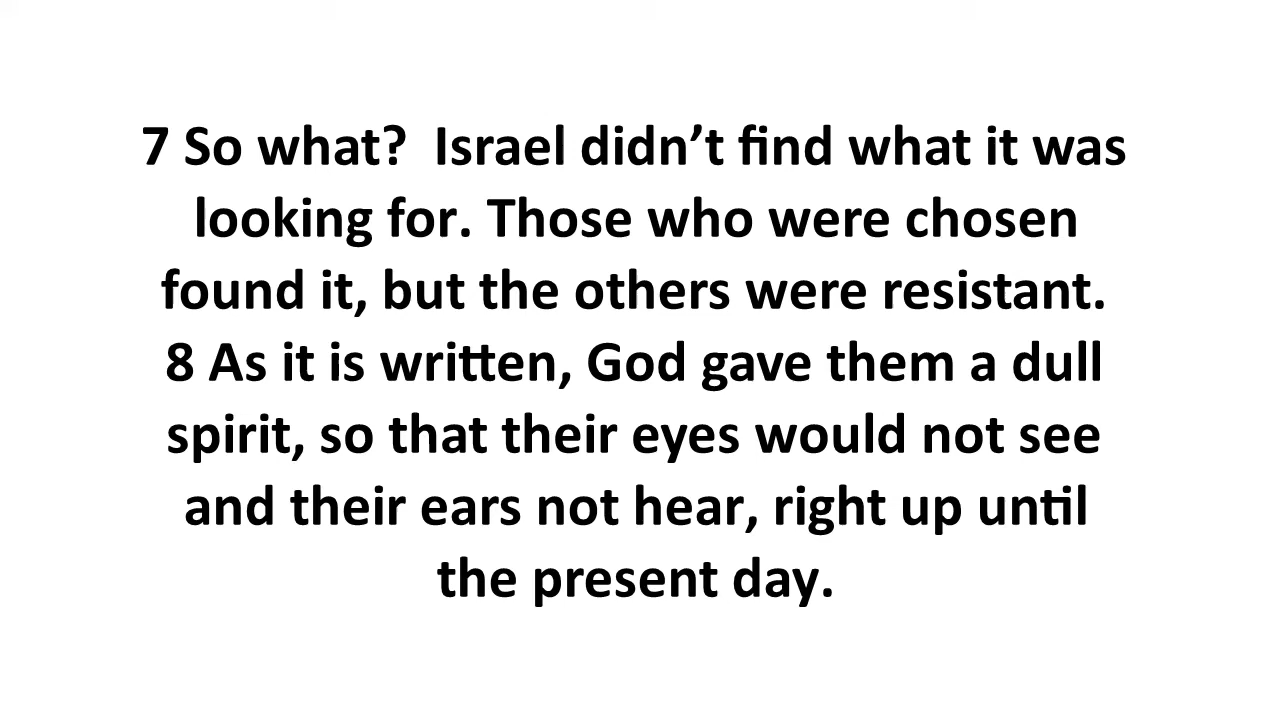 7 So what?  Israel didn’t find what it was
looking for. Those who were chosen
found it, but the others were resistant.
8 As it is written, God gave them a dull
spirit, so that their eyes would not see
and their ears not hear, right up until
the present day.